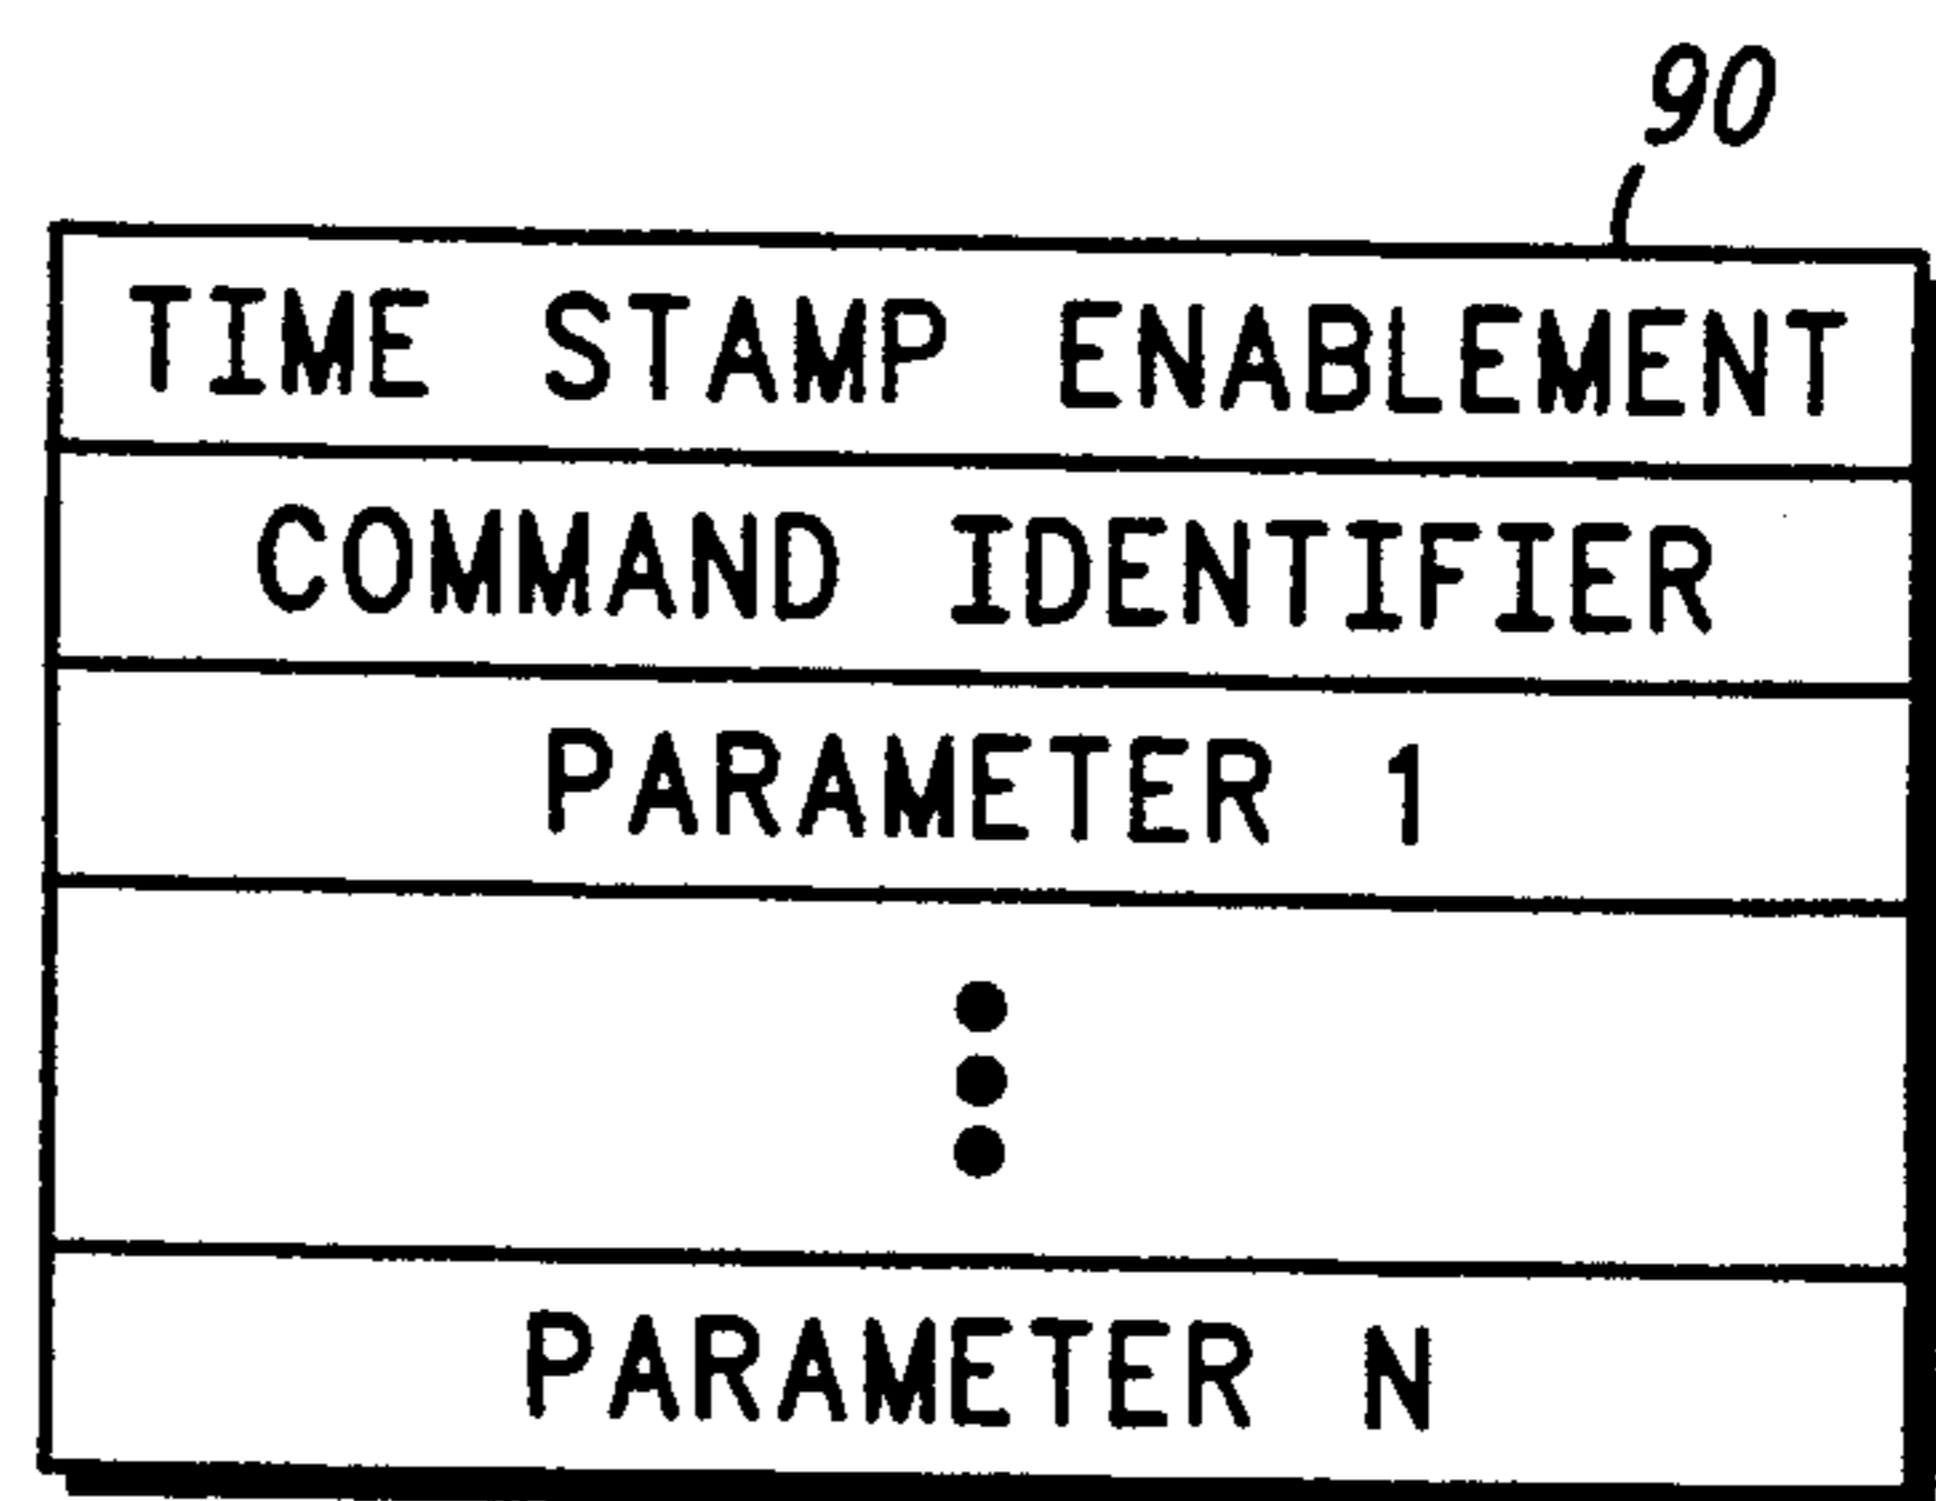 90
TIME STAMP ENABLEMENT
COMMAND IDENTIFIER
PARAMETER 1
PARAMETER N